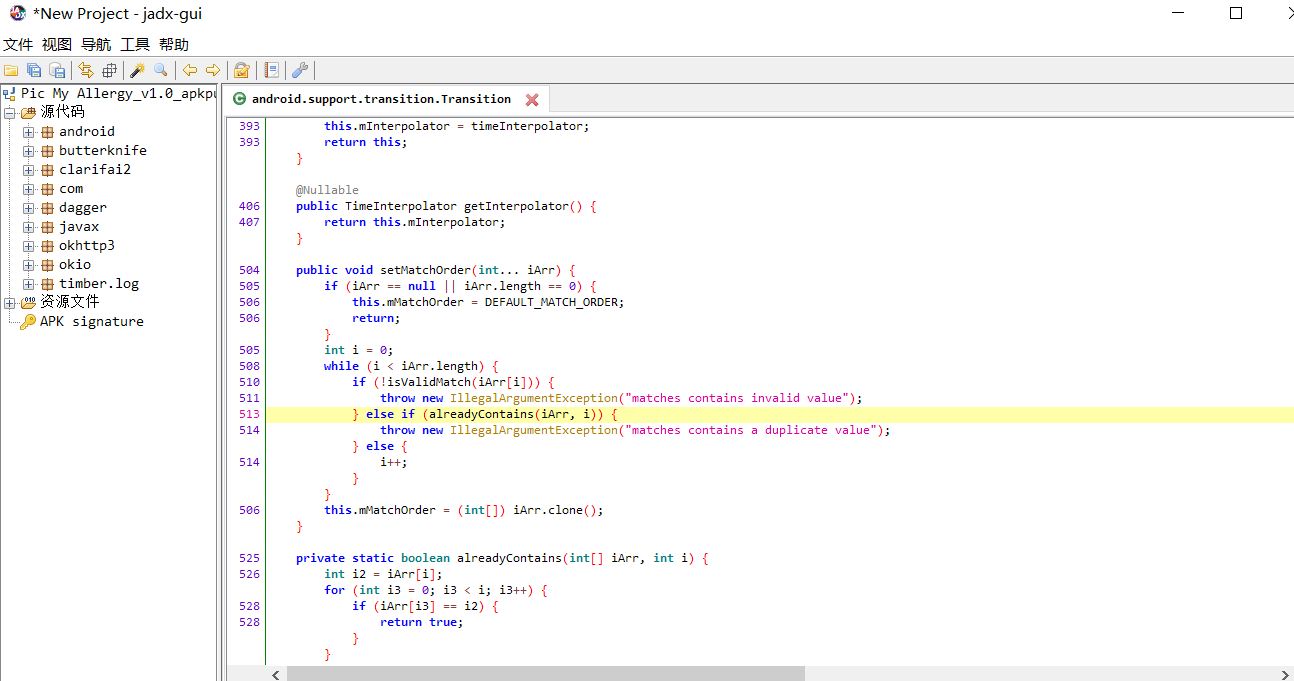 *New Project - jadx-gui
文件 视图 导航 工具 帮助
Pic My Allergy_v1.0_apkpu
源代码
android
butterknife
clarifai2
com
dagger
javax
okhttp3
okio
timber.log
资源文件
APK signature
android.support.transition.Transition
393 this.mInterpolator = timeInterpolator;
393 return this;
}
@Nullable
406 public TimeInterpolator getInterpolator() {
407 return this.mInterpolator;
}
504 public void setMatchOrder(int... iArr) {
505 if (iArr == null || iArr.length == 0) {
506 this.mMatchOrder = DEFAULT_MATCH_ORDER;
506 return;
}
505 int i = 0;
508 while (i < iArr.length) {
510 if (!isValidMatch(iArr[i])) {
511 throw new IllegalArgumentException("matches contains invalid value");
513 } else if (alreadyContains(iArr, i)) {
514 throw new IllegalArgumentException("matches contains a duplicate value");
} else {
514 i++;
}
}
506 this.mMatchOrder = (int[]) iArr.clone();
}
525 private static boolean alreadyContains(int[] iArr, int i) {
526 int i2 = iArr[i];
for (int i3 = 0; i3 < i; i3++) {
528 if (iArr[i3] == i2) {
528 return true;
}
}